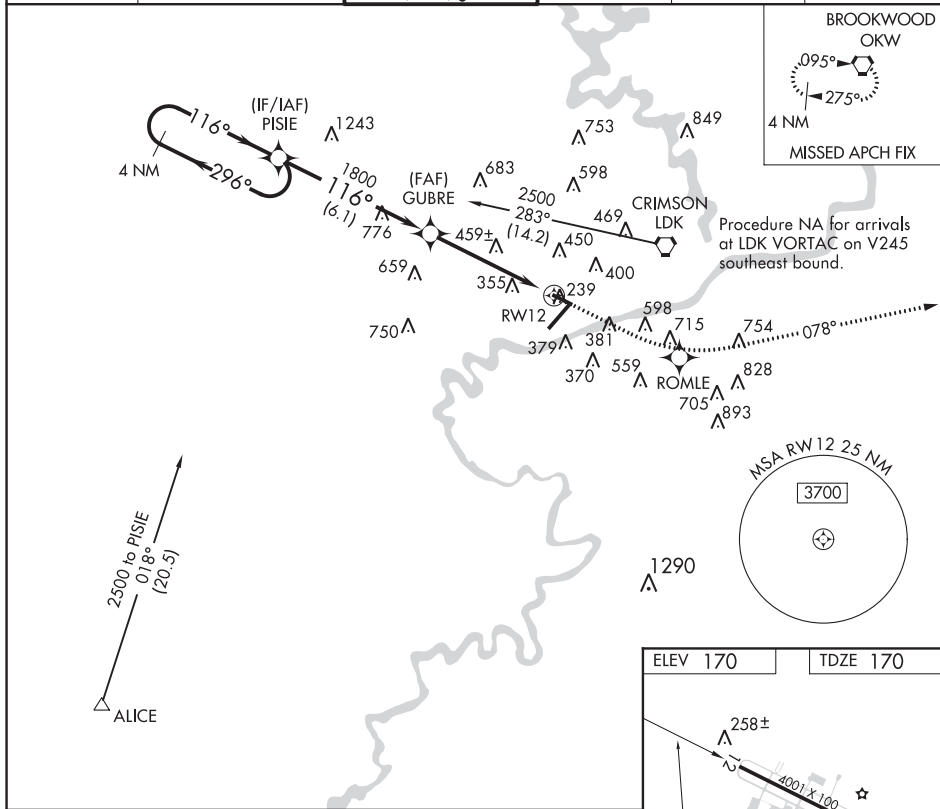 BROOKWOOD
OKW
095°
275°
4 NM
MISSED APCH FIX
(IF/IAF)
PISIE
116°
296°
4 NM
1243
753
849
1800
116°
(6.1)
(FAF)
GUBRE
683
598
2500
283°
(14.2)
CRIMSON
LDK
469
Procedure NA for arrivals
at LDK VORTAC on V245
southeast bound.
776
459±
450
400
659
355
239
RW12
750
379
381
598
715
754
078°
370
559
ROMLE
828
705
893
MSA RW12 25 NM
3700
2500 to PISIE
018°
(20.5)
1290
ALICE
ELEV 170
TDZE 170
258±
12
4001 X 100